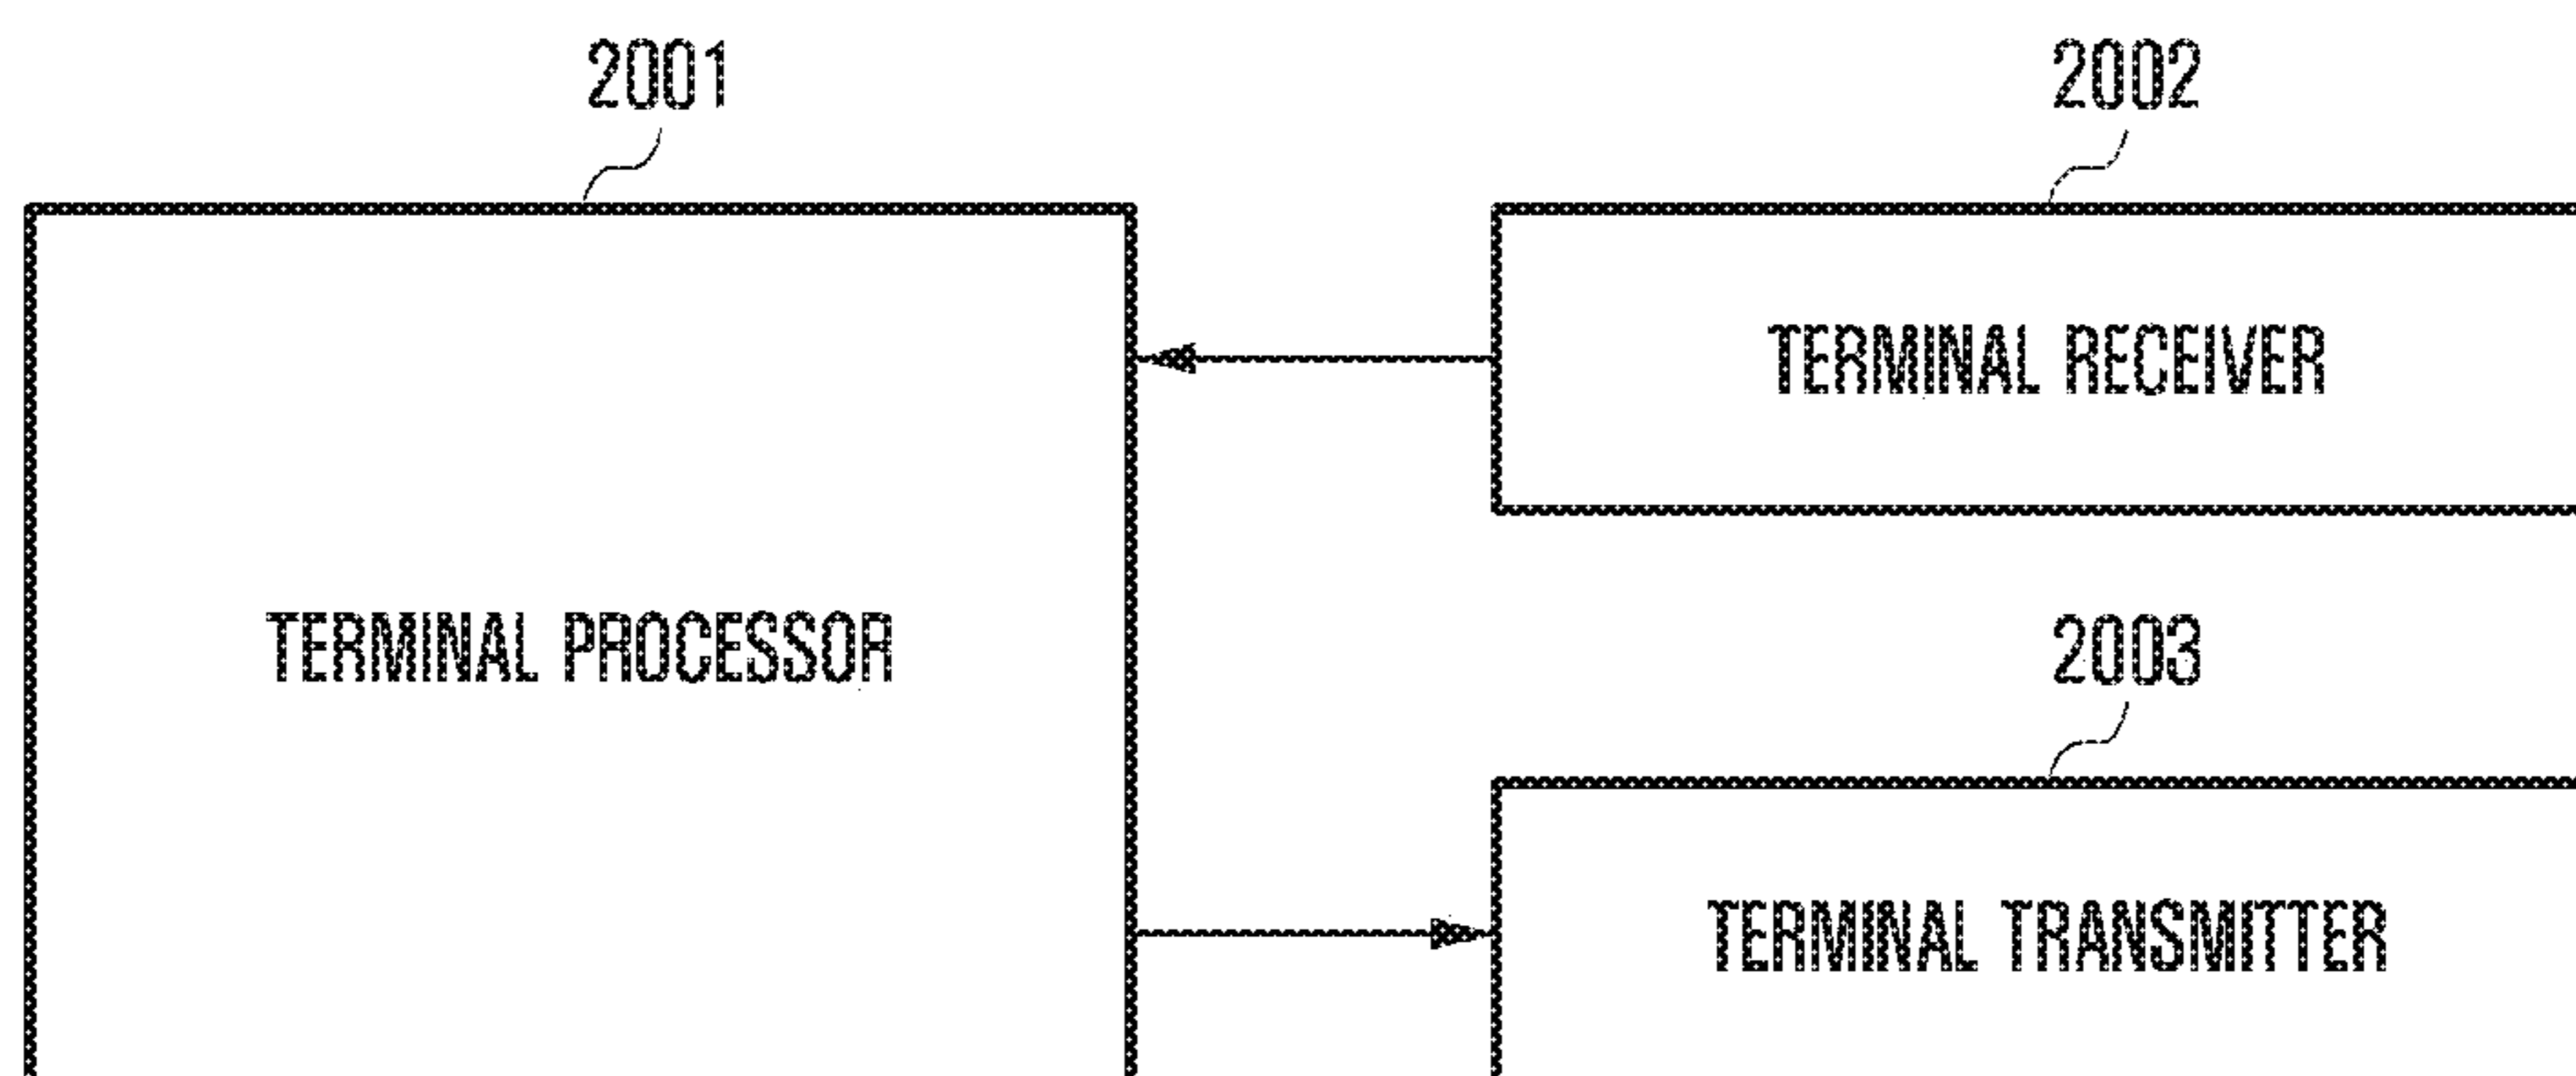 2001
2002
TERMINAL RECEIVER
TERMINAL PROCESSOR
2003
TERMINAL TRANSMITTER